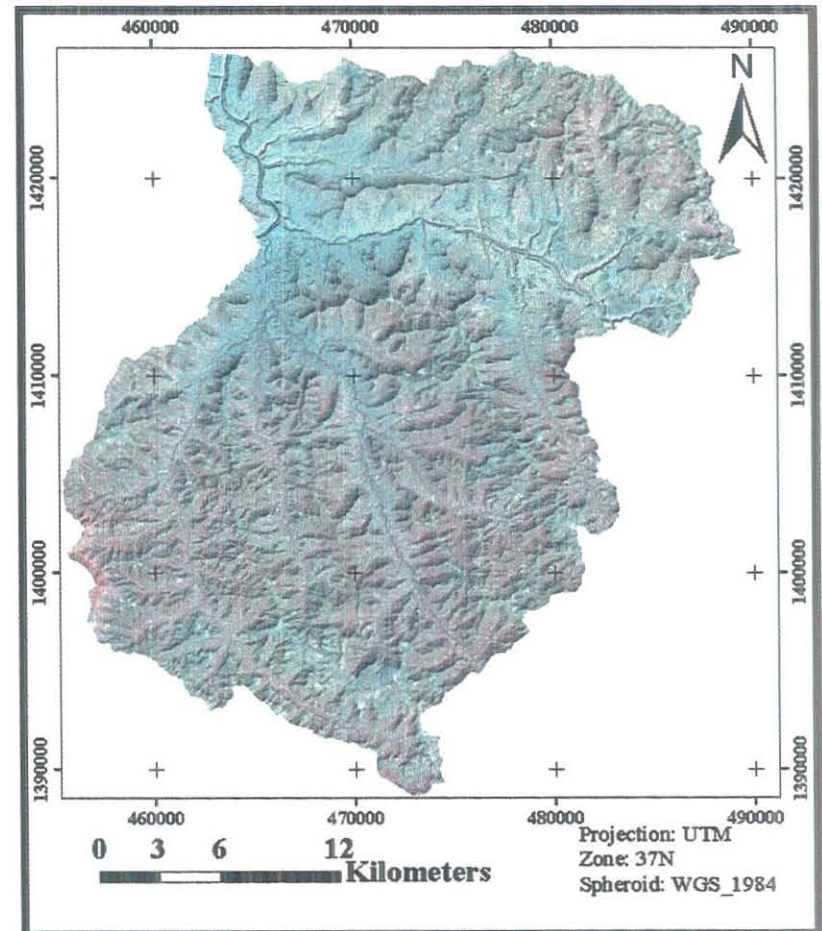 460000 470000 480000 490000
N
1420000 1420000
1410000 1410000
1400000 1400000
1390000 1390000
460000 470000 480000 490000
0 3 6 12
Kilometers
Projection: UTM
Zone: 37N
Spheroid: WGS_1984